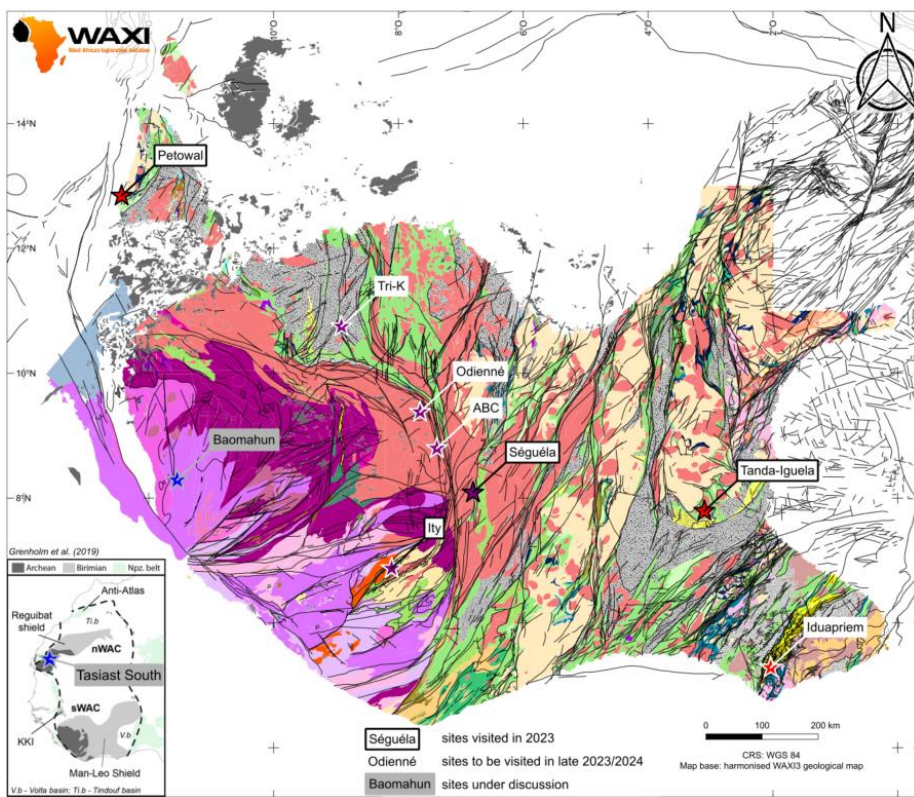 WAXI
West African Exploration Initiative
10°O
8°O
6°O
4°O
2°O
N
14°N
Petowal
12°N
Tri-K
10°N
Odienné
ABC
Baomahun
Séguéla
Tanda-Iguela
8°N
Ity
Grenholm et al. (2019)
Archean
Birimian
Npz. belt
Anti-Atlas
Reguibat
shield
Ti.b
nWAC
Tasiast South
sWAC
KKI
V.b
Man-Leo Shield
V.b - Volta basin; Ti.b - Tindouf basin
Iduapriem
Séguéla sites visited in 2023
Odienné sites to be visited in late 2023/2024
Baomahun sites under discussion
0 100 200 km
CRS: WGS 84
Map base: harmonised WAXI3 geological map